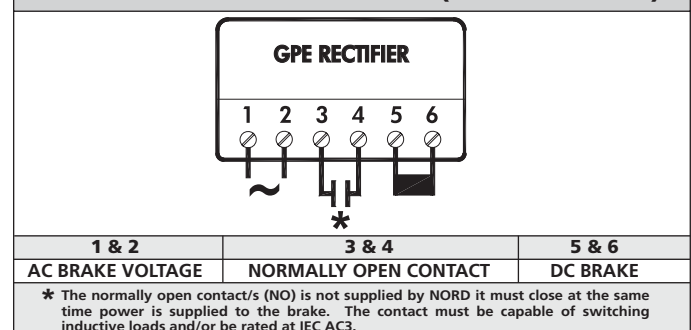 GPE RECTIFIER
1 2 3 4 5 6
~
*
1 & 2 3 & 4 5 & 6
AC BRAKE VOLTAGE NORMALLY OPEN CONTACT DC BRAKE
* The normally open contact/s (NO) is not supplied by NORD it must close at the same
time power is supplied to the brake. The contact must be capable of switching
inductive loads and/or be rated at IEC AC3.